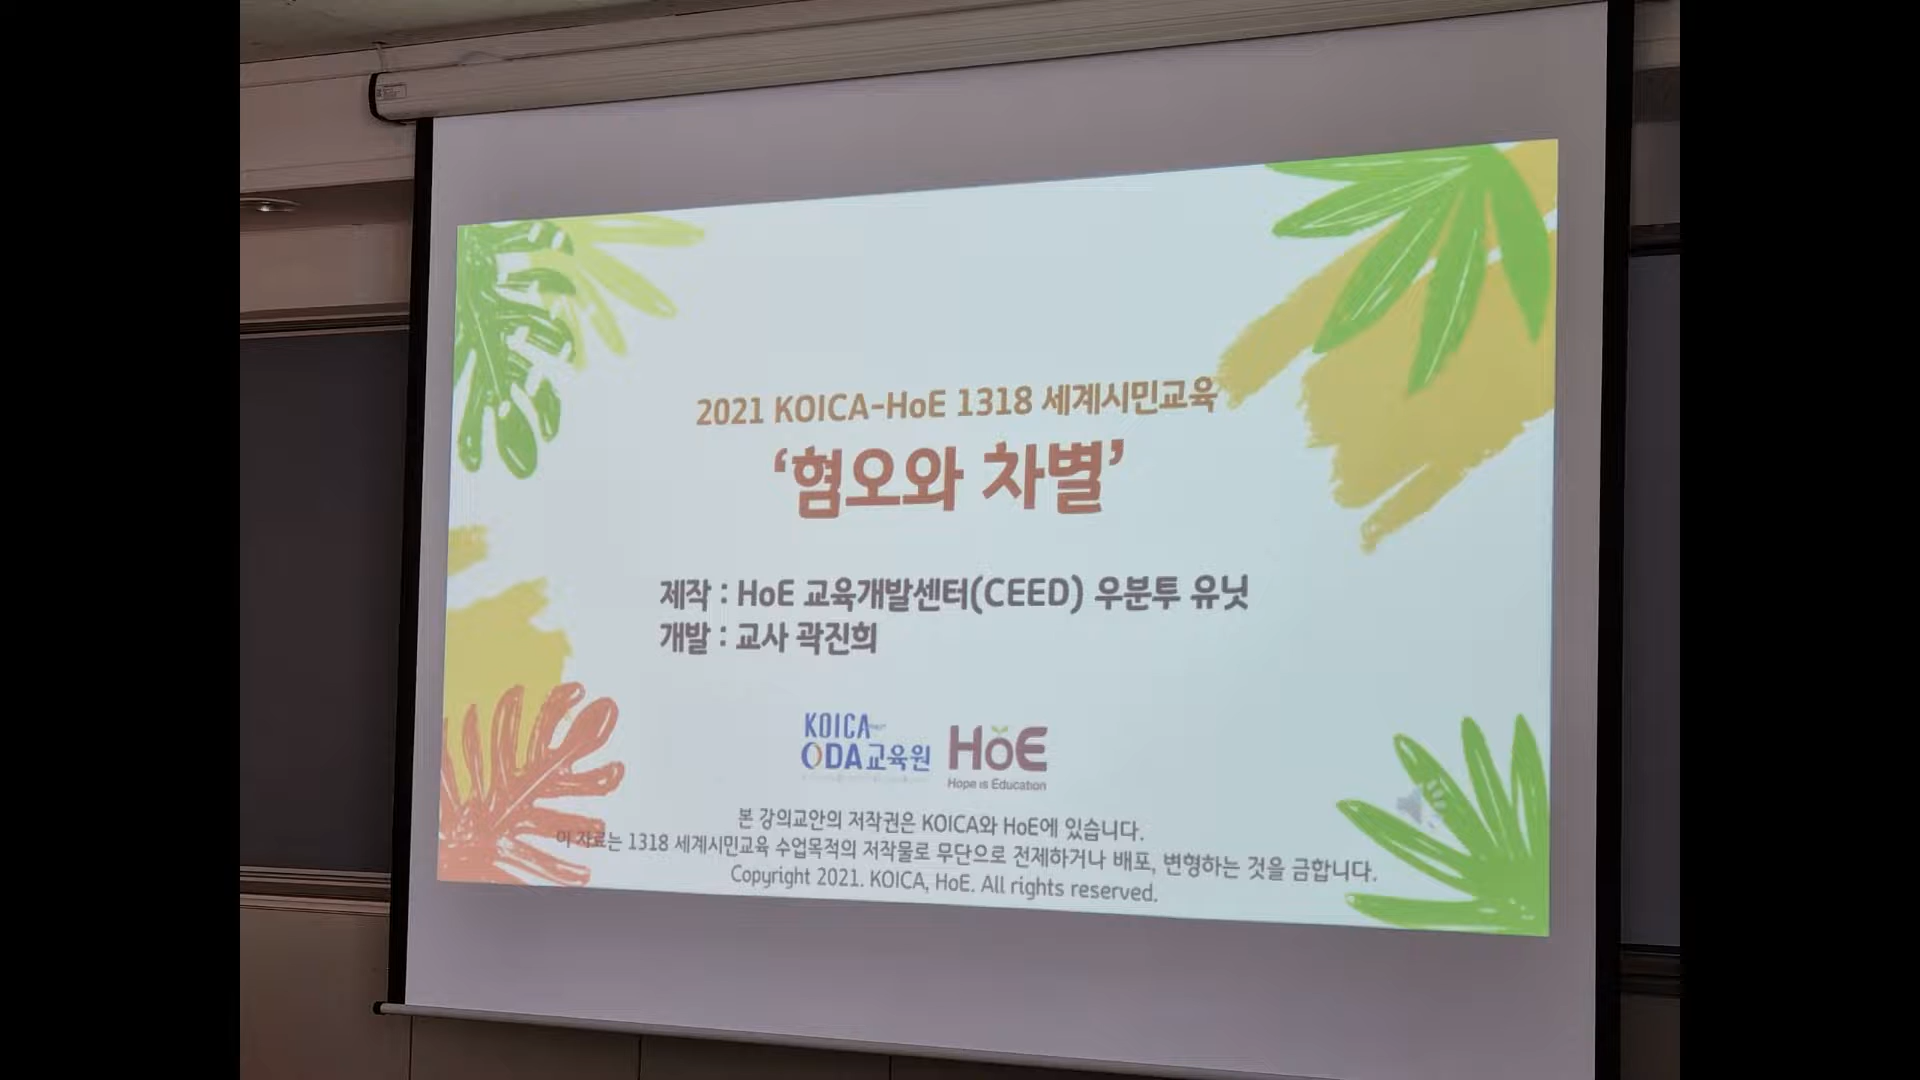 2021 KOICA-HoE 1318 세계시민교육
‘혐오와 차별’
제작 : HoE 교육개발센터(CEED) 우분투 유닛
개발 : 교사 곽진희
KOICA
ODA교육원
HoE
Hope is Education
본 강의교안의 저작권은 KOICA와 HoE에 있습니다.
이 자료는 1318 세계시민교육 수업목적의 저작물로 무단으로 전제하거나 배포, 변형하는 것을 금합니다.
Copyright 2021. KOICA, HoE. All rights reserved.